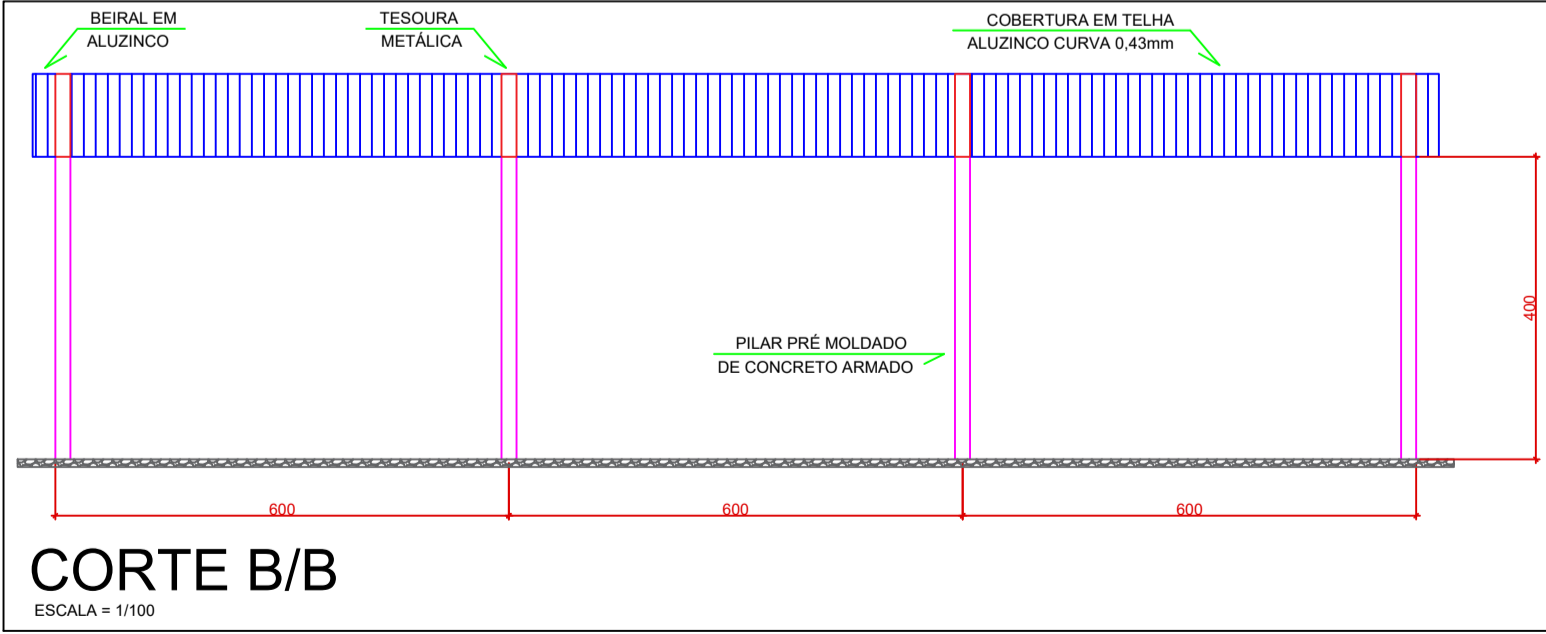 BEIRAL EM
ALUZINCO
TESOURA
METÁLICA
COBERTURA EM TELHA
ALUZINCO CURVA 0,43mm
400
PILAR PRÉ MOLDADO
DE CONCRETO ARMADO
600
600
600
CORTE B/B
ESCALA = 1/100